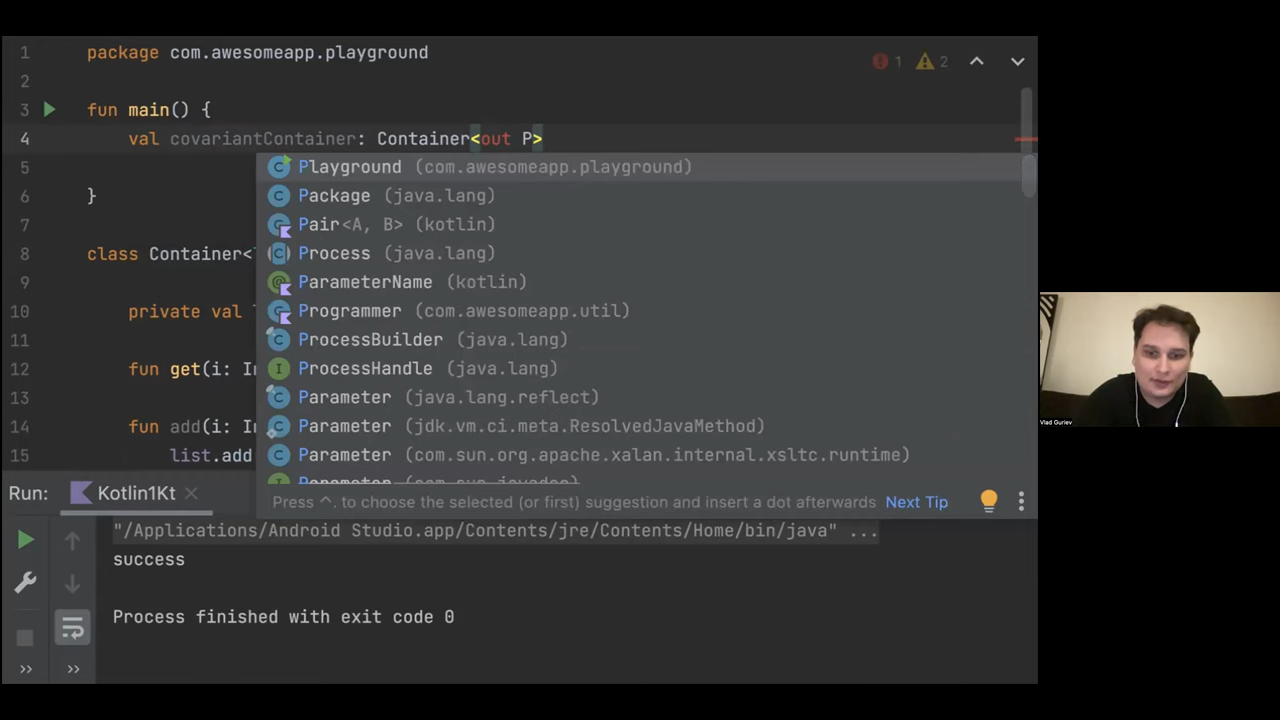 1 package com.awesomeapp.playground
1 2
2
3 fun main() {
4 val covariantContainer: Container<out P>
5
Playground (com.awesomeapp.playground)
6 }
Package (java.lang)
7
Pair<A, B> (kotlin)
8 class Container<
Process (java.lang)
9
ParameterName (kotlin)
10 private val
Programmer (com.awesomeapp.util)
11
ProcessBuilder (java.lang)
12 fun get(i: In
ProcessHandle (java.lang)
13
Parameter (java.lang.reflect)
14 fun add(i: In
Parameter (jdk.vm.ci.meta.ResolvedJavaMethod)
15 list.add
Parameter (com.sun.org.apache.xalan.internal.xsltc.runtime)
Parameter (com.sun.javadoc)
Press ^. to choose the selected (or first) suggestion and insert a dot afterwards Next Tip
Run: Kotlin1Kt
"/Applications/Android Studio.app/Contents/jre/Contents/Home/bin/java" ...
success
Process finished with exit code 0
Vlad Guriev